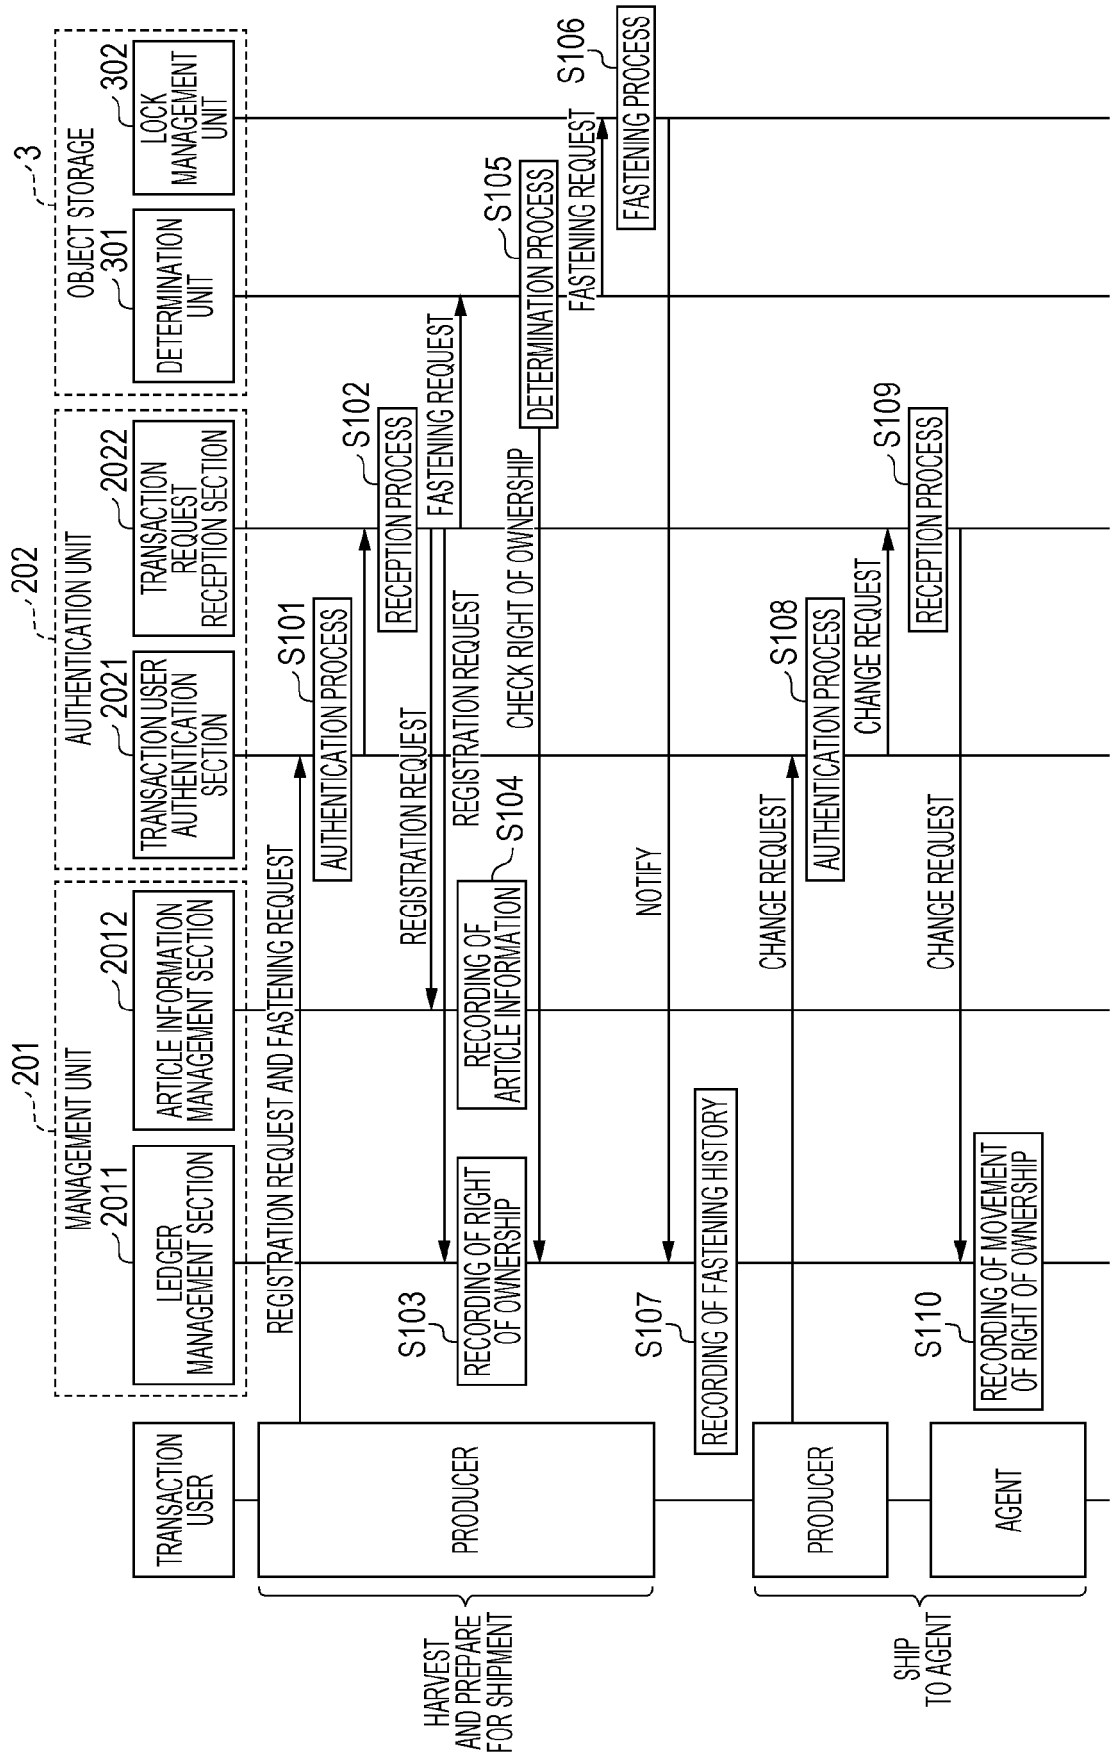 201
202
3
MANAGEMENT UNIT
AUTHENTICATION UNIT
OBJECT STORAGE
2011
2012
2021
2022
301
302
TRANSACTION
USER
LEDGER
MANAGEMENT SECTION
ARTICLE INFORMATION
MANAGEMENT SECTION
TRANSACTION USER
AUTHENTICATION
SECTION
TRANSACTION
REQUEST
RECEPTION SECTION
DETERMINATION
UNIT
LOCK
MANAGEMENT
UNIT
HARVEST
AND PREPARE
FOR SHIPMENT
PRODUCER
REGISTRATION REQUEST AND FASTENING REQUEST
S101
AUTHENTICATION PROCESS
S102
RECEPTION PROCESS
REGISTRATION REQUEST
FASTENING REQUEST
REGISTRATION REQUEST
S103
RECORDING OF RIGHT
OF OWNERSHIP
S104
RECORDING OF
ARTICLE INFORMATION
CHECK RIGHT OF OWNERSHIP
S105
DETERMINATION PROCESS
FASTENING REQUEST
S106
FASTENING PROCESS
NOTIFY
S107
RECORDING OF FASTENING HISTORY
SHIP
TO AGENT
PRODUCER
CHANGE REQUEST
S108
AUTHENTICATION PROCESS
CHANGE REQUEST
S109
RECEPTION PROCESS
CHANGE REQUEST
S110
RECORDING OF MOVEMENT
OF RIGHT OF OWNERSHIP
AGENT